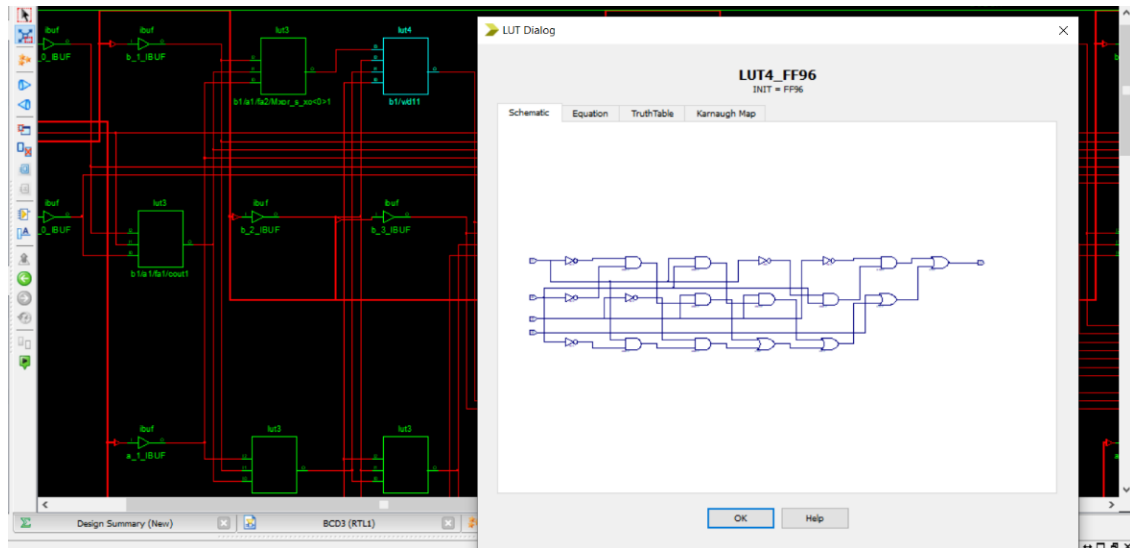 ibuf
ibuf
lut3
lut4
_0_IBUF
b_1_IBUF
b1/a1/fa2/Mxor_s_xo<0>1
b1/w/d11
ibuf
lut3
ibuf
ibuf
_0_IBUF
b_2_IBUF
b_3_IBUF
b1/a1/fa1/cout1
ibuf
lut3
lut3
a_1_IBUF
Design Summary (New)
BCD3 (RTL1)
LUT Dialog
LUT4_FF96
INIT = FF96
Schematic
Equation
TruthTable
Karnaugh Map
OK
Help